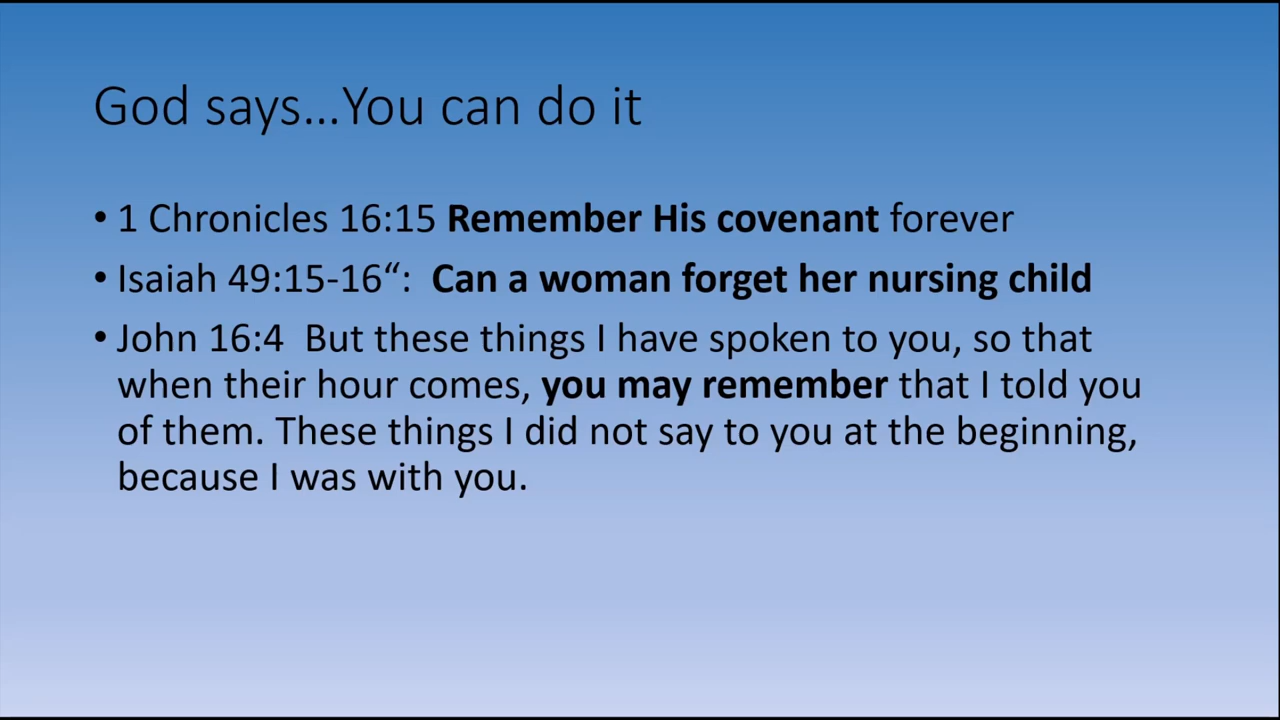 God says...You can do it
• 1 Chronicles 16:15 Remember His covenant forever
• Isaiah 49:15-16“:  Can a woman forget her nursing child
• John 16:4  But these things I have spoken to you, so that
when their hour comes, you may remember that I told you
of them. These things I did not say to you at the beginning,
because I was with you.